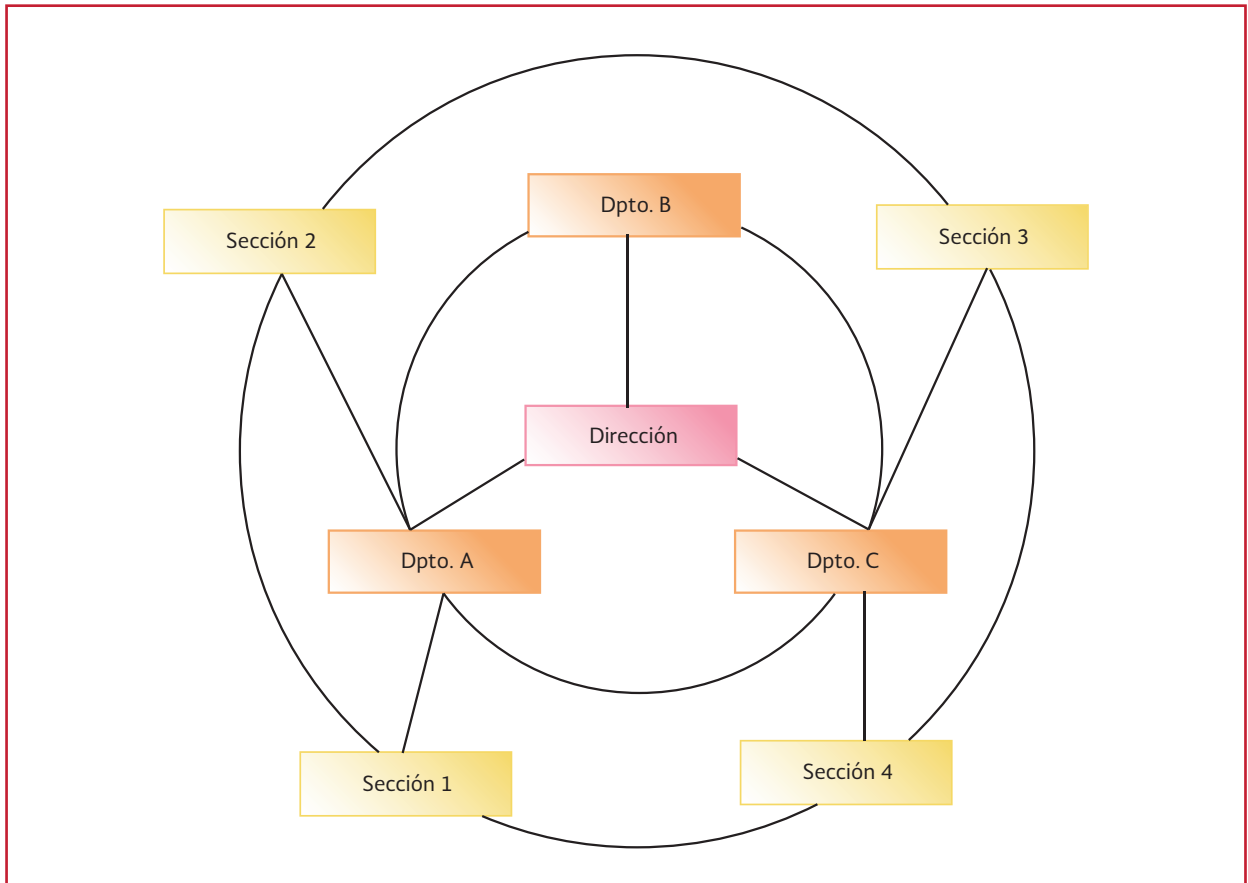 Dpto. B
Sección 2
Sección 3
Dirección
Dpto. A
Dpto. C
Sección 1
Sección 4